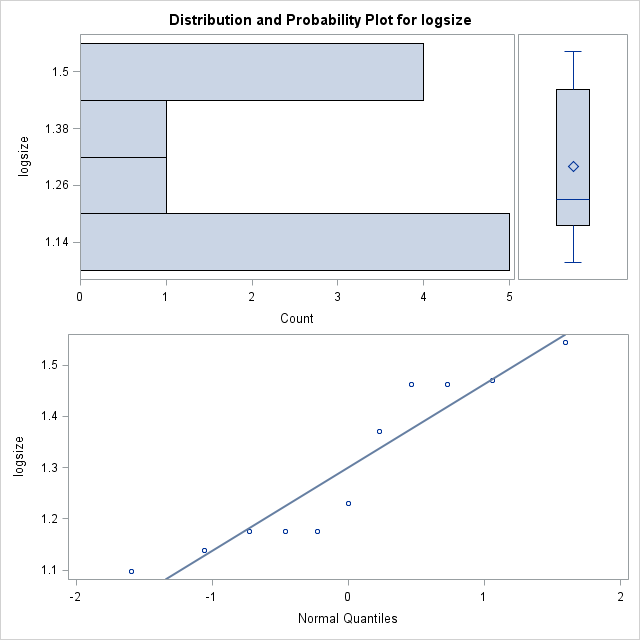 Distribution and Probability Plot for logsize
logsize
1.5
1.38
1.26
1.14
0 1 2 3 4 5
Count
logsize
1.5
1.4
1.3
1.2
1.1
-2 -1 0 1 2
Normal Quantiles